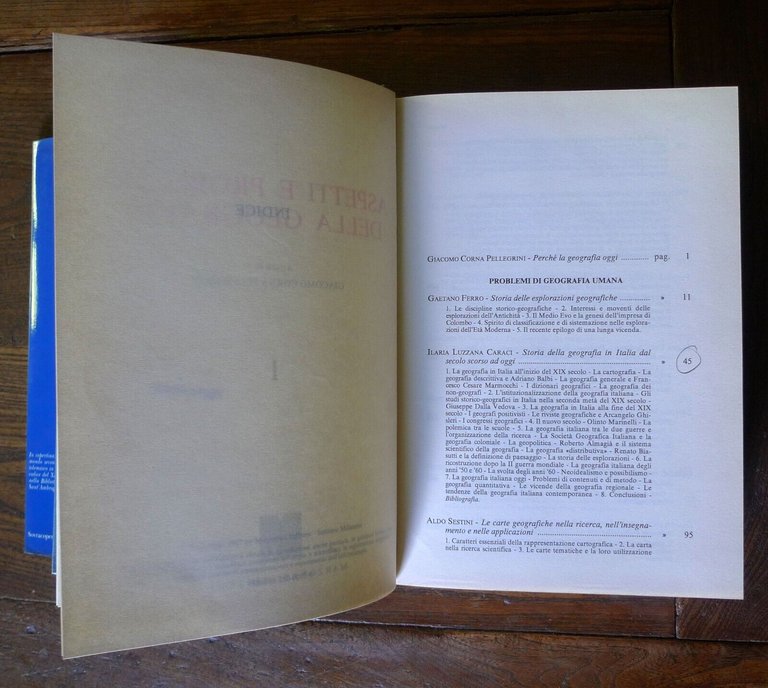 In copertina
Sovracoper
ASPETTI E PR
DELLA GE
INDICE
I
GIACOMO CORNA PELLEGRINI - Perché la geografia oggi ............ pag. 1
PROBLEMI DI GEOGRAFIA UMANA
GAETANO FERRO - Storia delle esplorazioni geografiche .............. » 11
1. Le discipline storico-geografiche - 2. Interessi e moventi delle
esplorazioni dell'Antichità - 3. Il Medio Evo e la genesi dell'impresa di
Colombo - 4. Spirito di classificazione e di sistemazione nelle esplora-
zioni dell'Età Moderna - 5. Il recente epilogo di una lunga vicenda.
ILARIA LUZZANA CARACI - Storia della geografia in Italia dal
secolo scorso ad oggi .............................................. » 45
1. La geografia in Italia all'inizio del XIX secolo - La cartografia - La
geografia descrittiva e Adriano Balbi - La geografia generale e Fran-
cesco Cesare Marmocchi - I dizionari geografici - La geografia dei
non-geografi - 2. L'istituzionalizzazione della geografia italiana - Gli
studi storico-geografici in Italia nella seconda metà del XIX secolo -
Giuseppe Dalla Vedova - 3. La geografia in Italia alla fine del XIX
secolo - I geografi positivisti - Le riviste geografiche e Arcangelo Ghi-
sleri - I congressi geografici - 4. Il nuovo secolo - Olinto Marinelli - La
polemica tra le scuole - 5. La geografia italiana tra le due guerre e
l'organizzazione della ricerca - La Società Geografica Italiana e la
geografia coloniale - La geopolitica - Roberto Almagià e il sistema
scientifico della geografia - La geografia «distributiva» - Renato Bia-
sutti e la definizione di paesaggio - La storia delle esplorazioni - 6. La
ricostruzione dopo la II guerra mondiale - La geografia italiana degli
anni '50 e '60 - La svolta degli anni '60 - Neoidealismo e possibilismo -
7. La geografia italiana oggi - Problemi di contenuti e di metodo - La
geografia quantativa - Le vicende della geografia regionale - Le
tendenze della geografia italiana contemporanea - 8. Conclusioni -
Bibliografia.
ALDO SESTINI - Le carte geografiche nella ricerca, nell'insegna-
mento e nelle applicazioni ........................................ » 95
1. Caratteri essenziali della rappresentazione cartografica - 2. La carta
nella ricerca scientifica - 3. Le carte tematiche e la loro utilizzazione